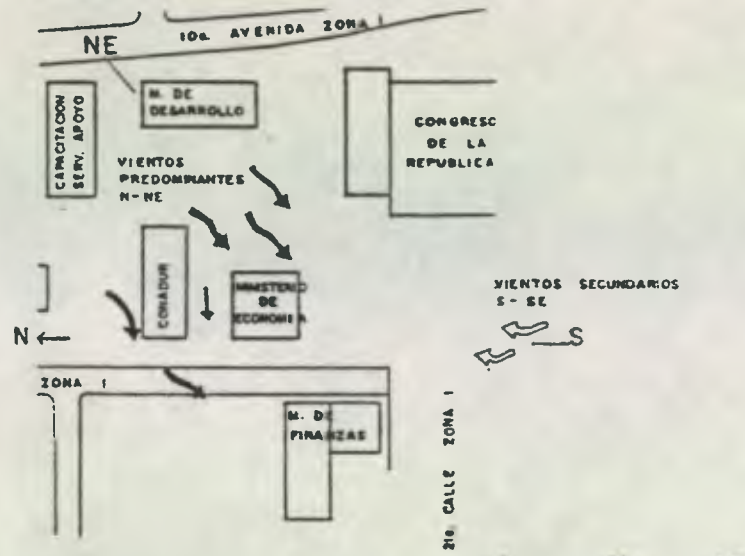 10a. AVENIDA ZONA 1
NE
M. DE
DESARROLLO
CAPACITACION
SERV. APOYO
CONGRESO
DE LA
REPUBLICA
VIENTOS
PREDOMINANTES
N-NE
CONADUR
MINISTERIO
DE
ECONOMIA
VIENTOS SECUNDARIOS
S-SE
N
S
ZONA 1
M. DE
FINANZAS
21a. CALLE ZONA 1